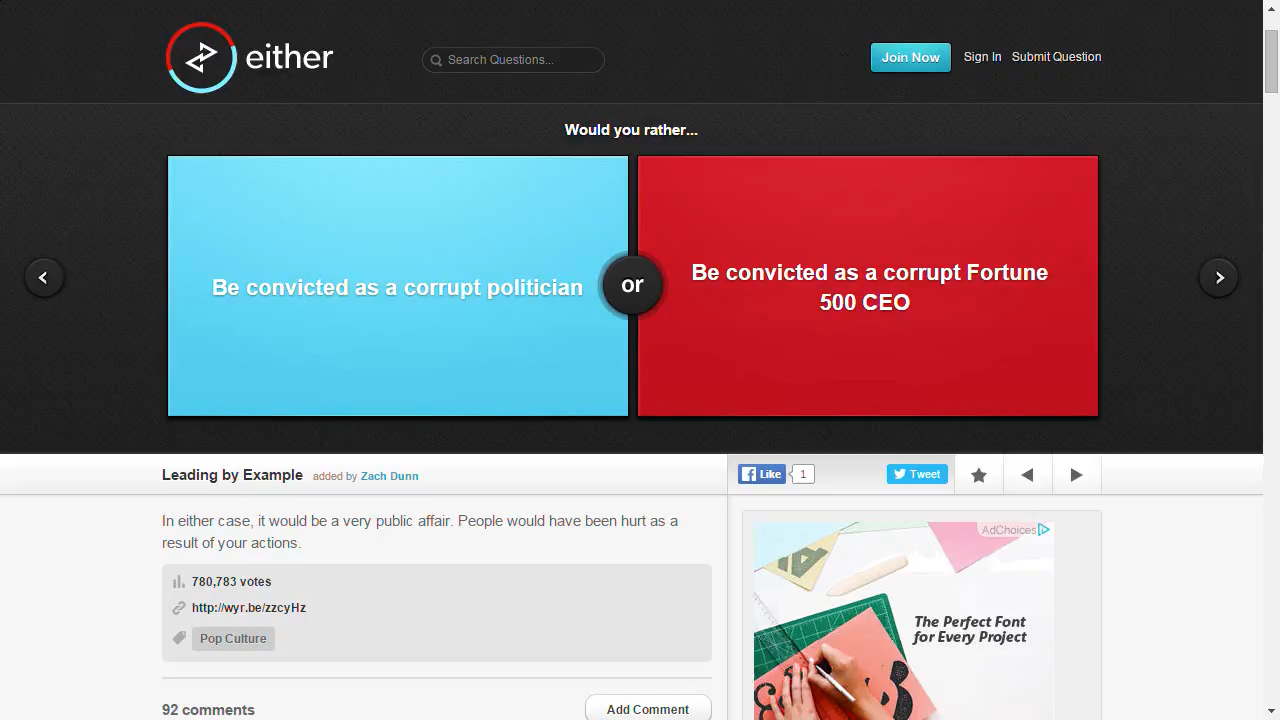 either
Search Questions...
Join Now
Sign In
Submit Question
Would you rather...
Be convicted as a corrupt politician
or
Be convicted as a corrupt Fortune
500 CEO
Leading by Example added by Zach Dunn
Like
1
Tweet
In either case, it would be a very public affair. People would have been hurt as a
result of your actions.
780,783 votes
http://wyr.be/zzcyHz
Pop Culture
92 comments
Add Comment
AdChoices
The Perfect Font
for Every Project